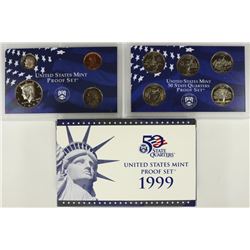 UNITED STATES MINT
PROOF SET
UNITED STATES MINT
50 STATE QUARTERS
PROOF SET
50
STATE
QUARTERS
UNITED STATES MINT
PROOF SET
1999